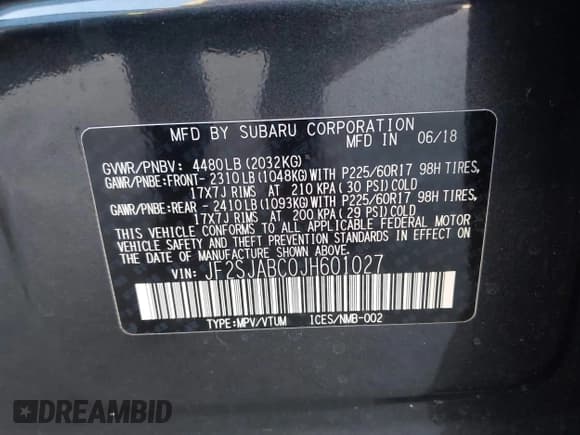 MFD BY SUBARU CORPORATION
MFD IN 06/18
GVWR/PNBV: 4480LB(2032KG)
GAWR/PNBE:FRONT-2310LB(1048KG)WITH P225/60R17 98H TIRES,
17X7J RIMS AT 210 KPA(30 PSI)COLD
GAWR/PNBE:REAR -2410LB(1093KG)WITH P225/60R17 98H TIRES,
17X7J RIMS AT 200 KPA(29 PSI)COLD
THIS VEHICLE CONFORMS TO ALL APPLICABLE FEDERAL MOTOR
VEHICLE SAFETY AND THEFT PREVENTION STANDARDS IN EFFECT ON
THE DATE OF MANUFACTURE SHOWN ABOVE.
VIN: JF2SJABC0JH601027
TYPE:MPV/VTUM ICES/NMB-002
DREAMBID